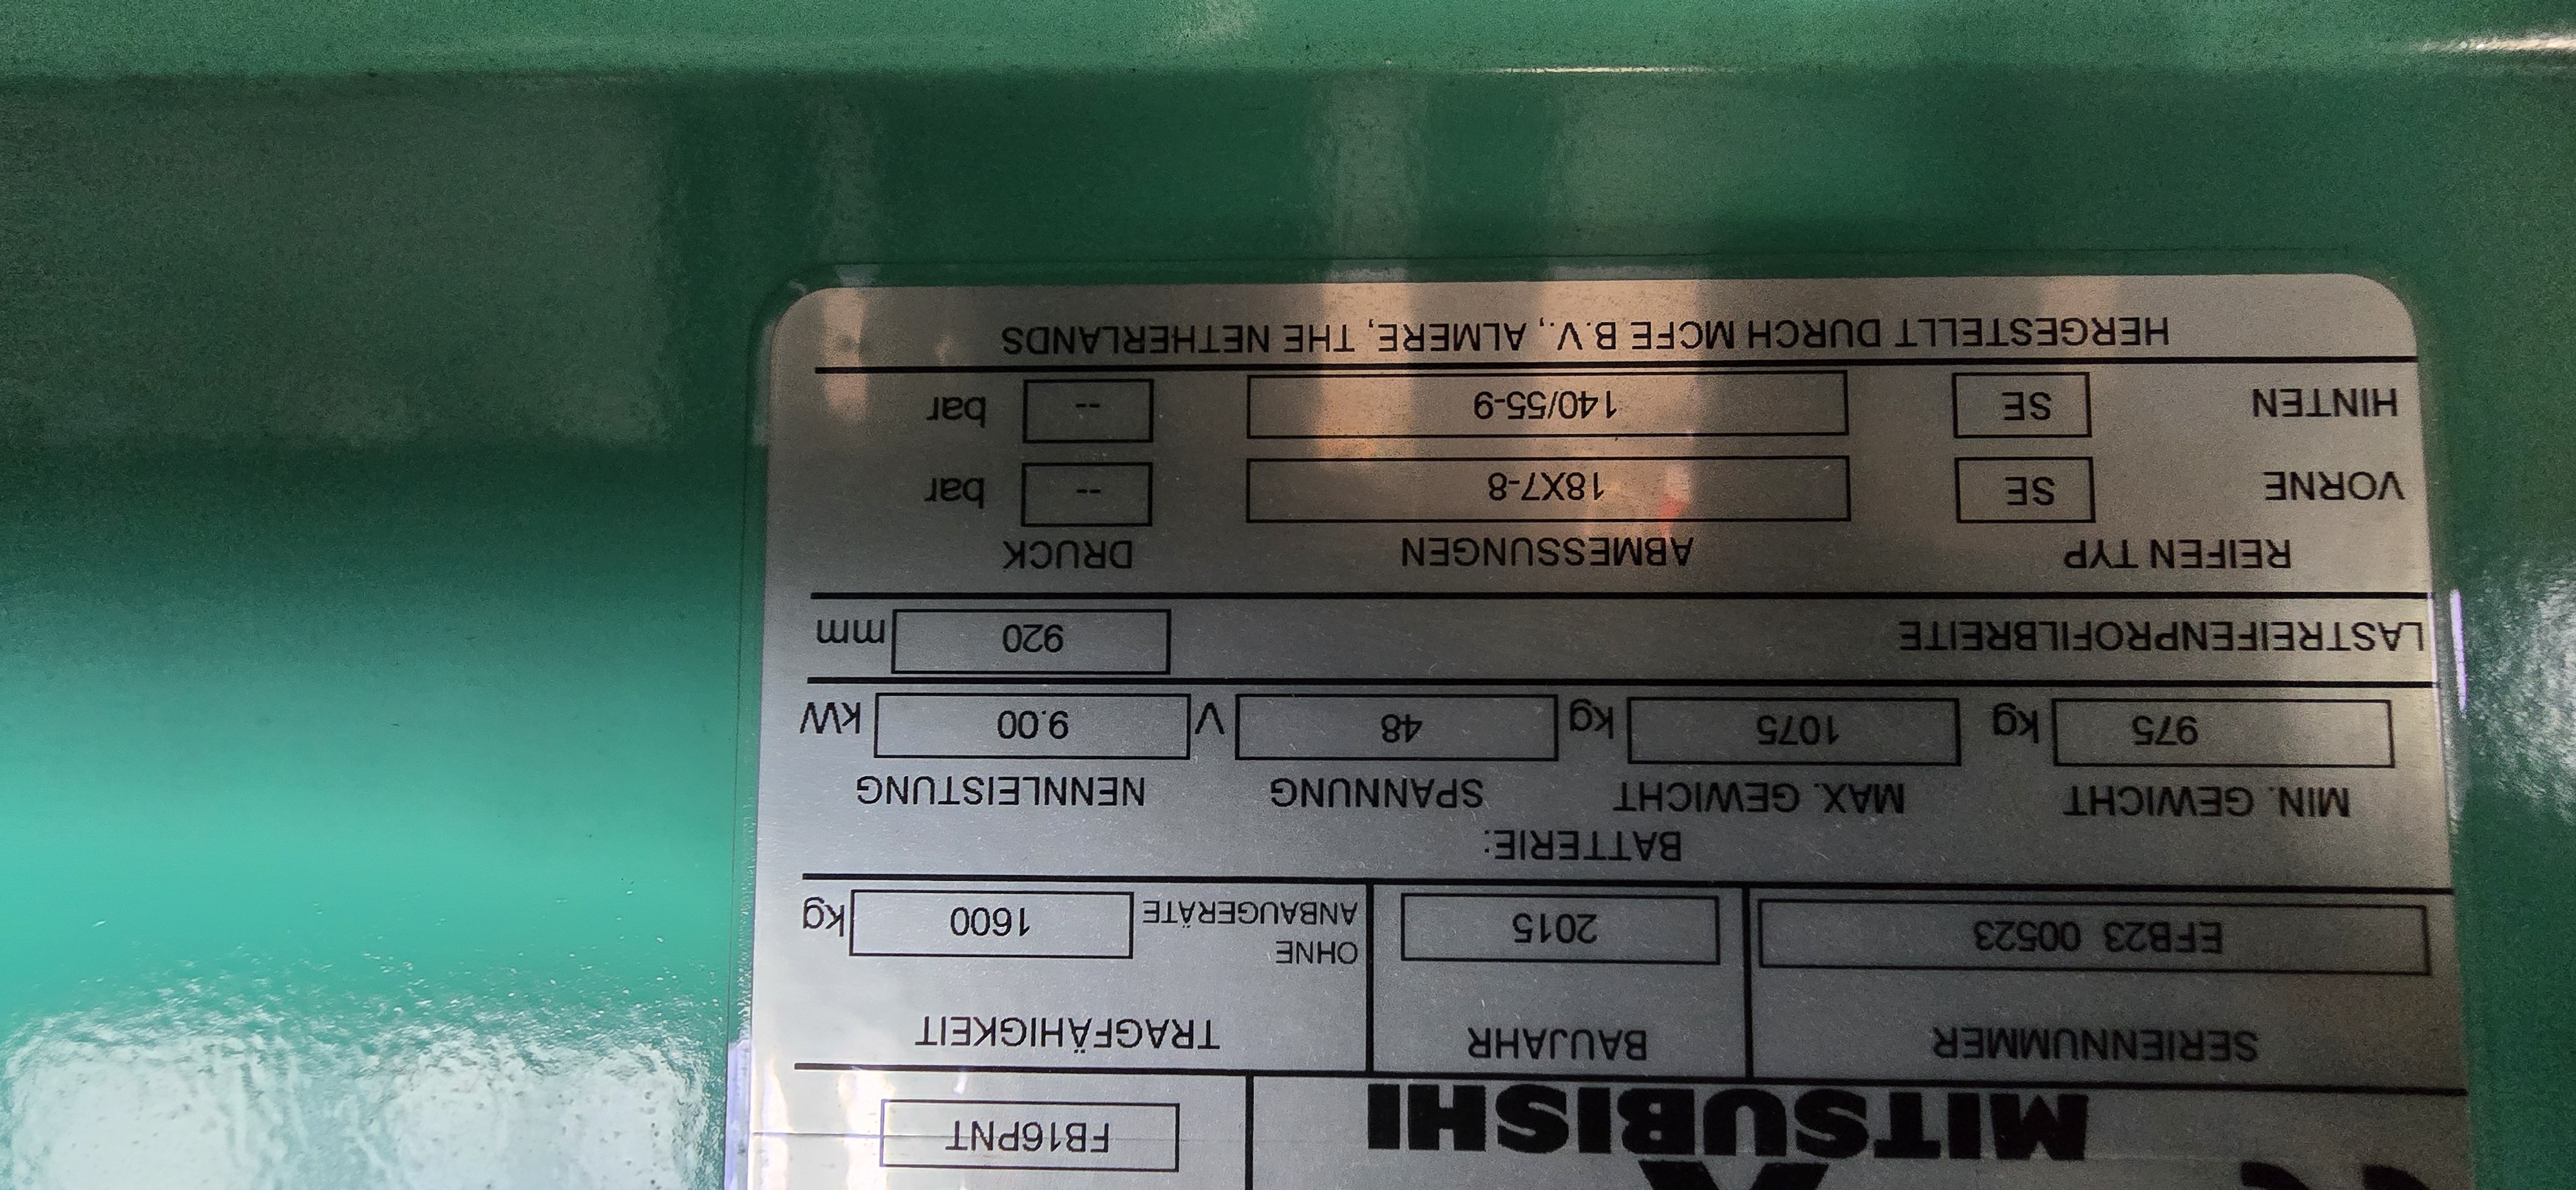 CE
MITSUBISHI
FB16PNT
SERIENNUMMER BAUJAHR TRAGFÄHIGKEIT
EFB23 00523 2015 OHNE ANBAUGERÄTE 1600 kg
BATTERIE:
MIN. GEWICHT MAX. GEWICHT SPANNUNG NENNLEISTUNG
975 kg 1075 kg 48 V 9.00 kW
LASTREIFENPROFILBREITE 920 mm
REIFEN TYP ABMESSUNGEN DRUCK
VORNE SE 18X7-8 -- bar
HINTEN SE 140/55-9 -- bar
HERGESTELLT DURCH MCFE B.V., ALMERE, THE NETHERLANDS